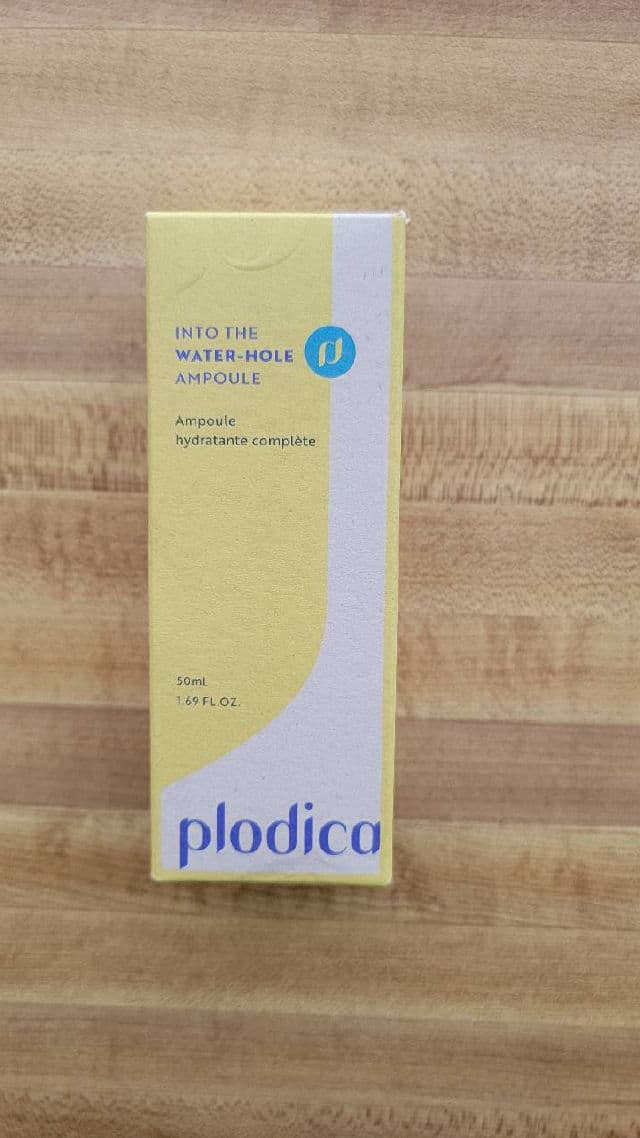 INTO THE
WATER-HOLE
AMPOULE
Ampoule
hydratante complète
50mL
1.69 FL.OZ.
plodica